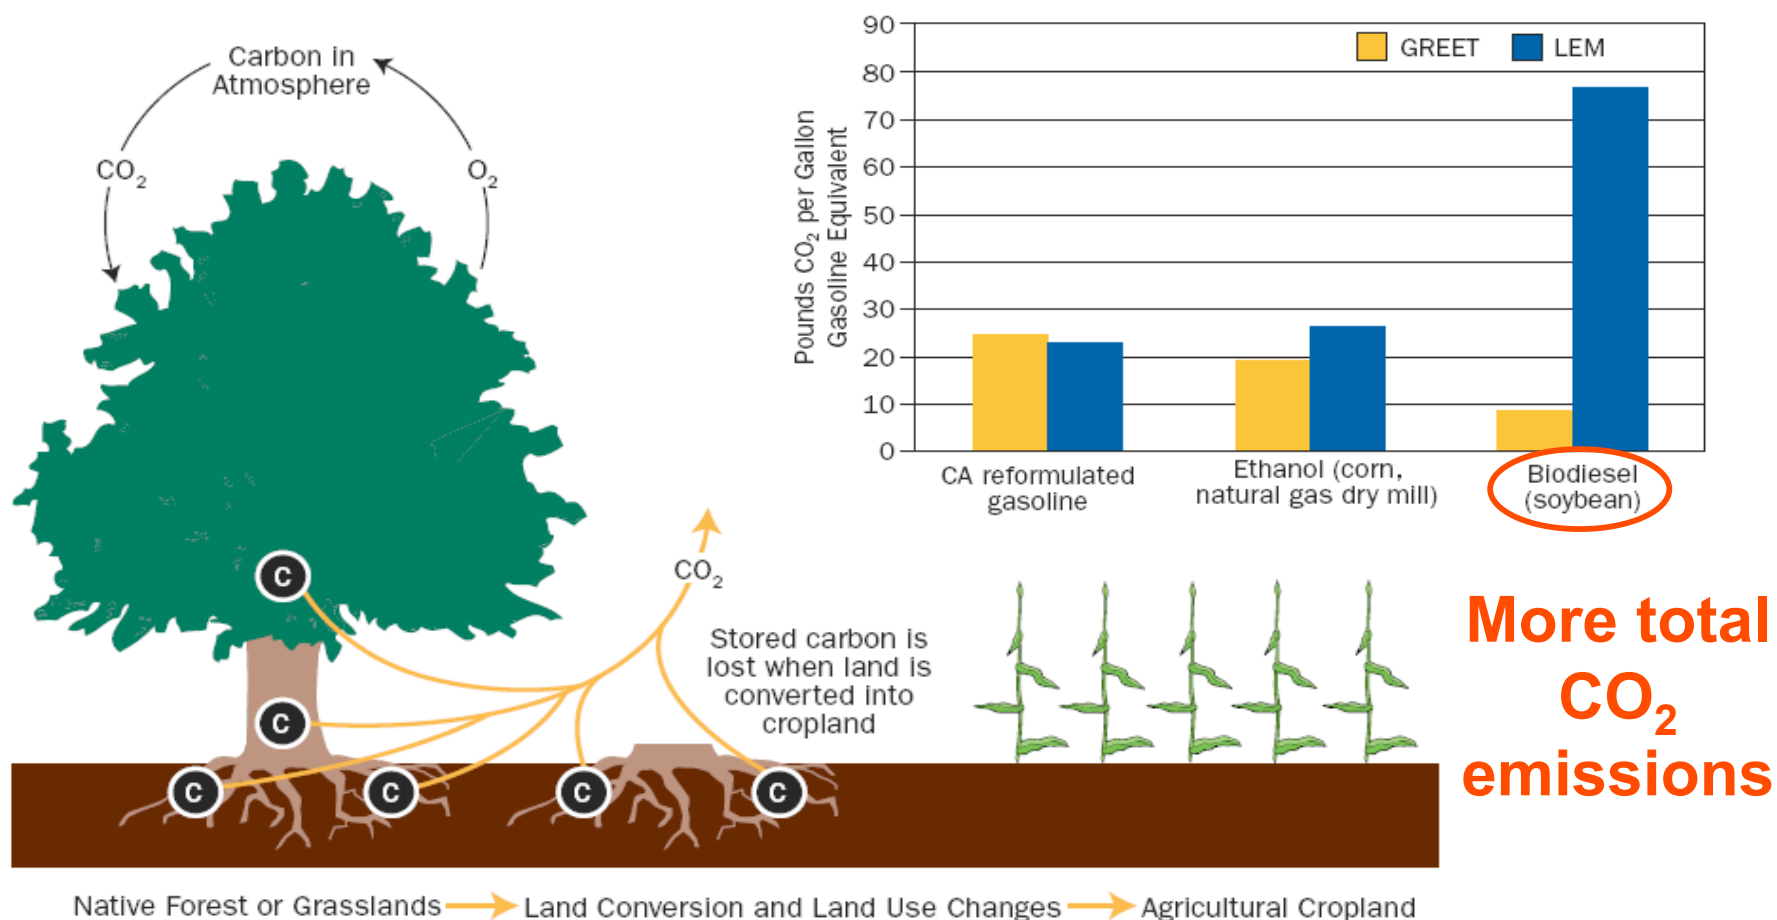 Carbon in
Atmosphere
CO₂
O₂
C
C
C
C
C
C
CO₂
Stored carbon is
lost when land is
converted into
cropland
Native Forest or Grasslands
Land Conversion and Land Use Changes
Agricultural Cropland
Pounds CO₂ per Gallon
Gasoline Equivalent
90
80
70
60
50
40
30
20
10
0
GREET
LEM
CA reformulated
gasoline
Ethanol (corn,
natural gas dry mill)
Biodiesel
(soybean)
More total
CO₂
emissions